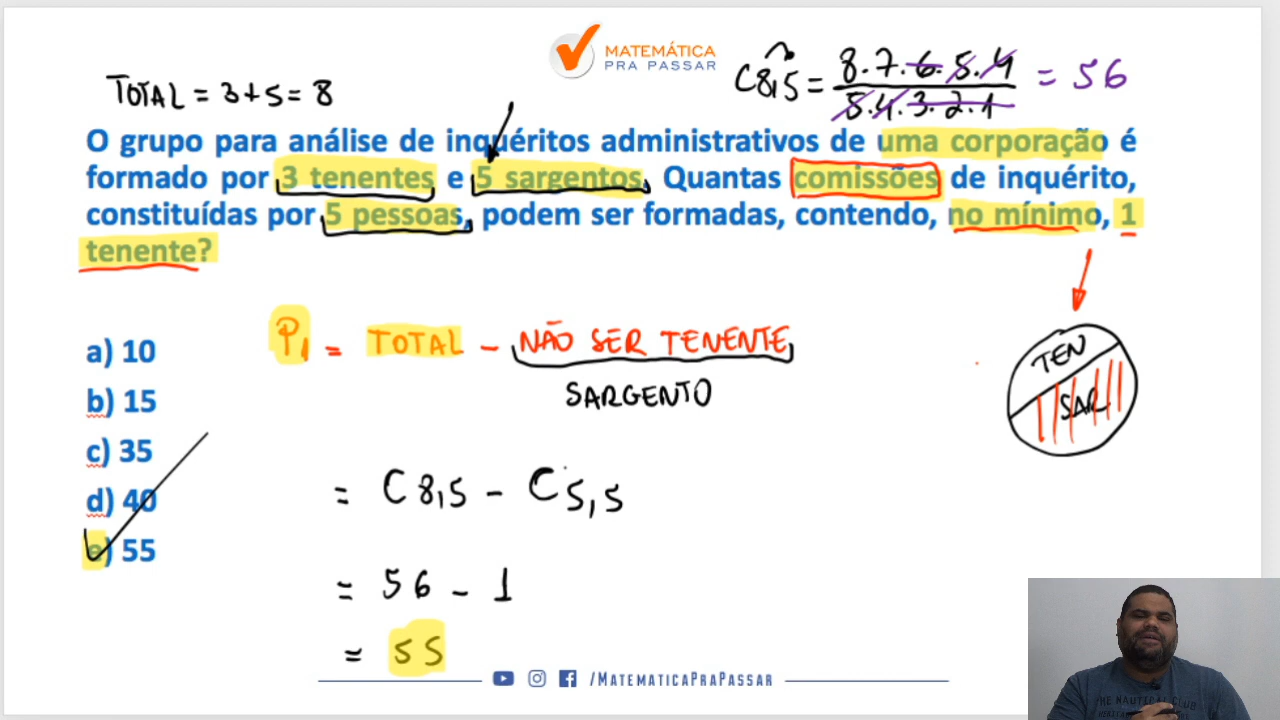 MATEMÁTICA
PRA PASSAR
TOTAL = 3 + 5 = 8
C8,5 = 8.7.6.5.4 / 5.4.3.2.1 = 56
O grupo para análise de inquéritos administrativos de uma corporação é
formado por 3 tenentes e 5 sargentos. Quantas comissões de inquérito,
constituídas por 5 pessoas, podem ser formadas, contendo, no mínimo, 1
tenente?
P1 = TOTAL - NÃO SER TENENTE
SARGENTO
TEN
SAR
a) 10
b) 15
c) 35
d) 40
e) 55
= C8,5 - C5,5
= 56 - 1
= 55
/MATEMATICAPRAPASSAR
HE NAUTICAL CLUB